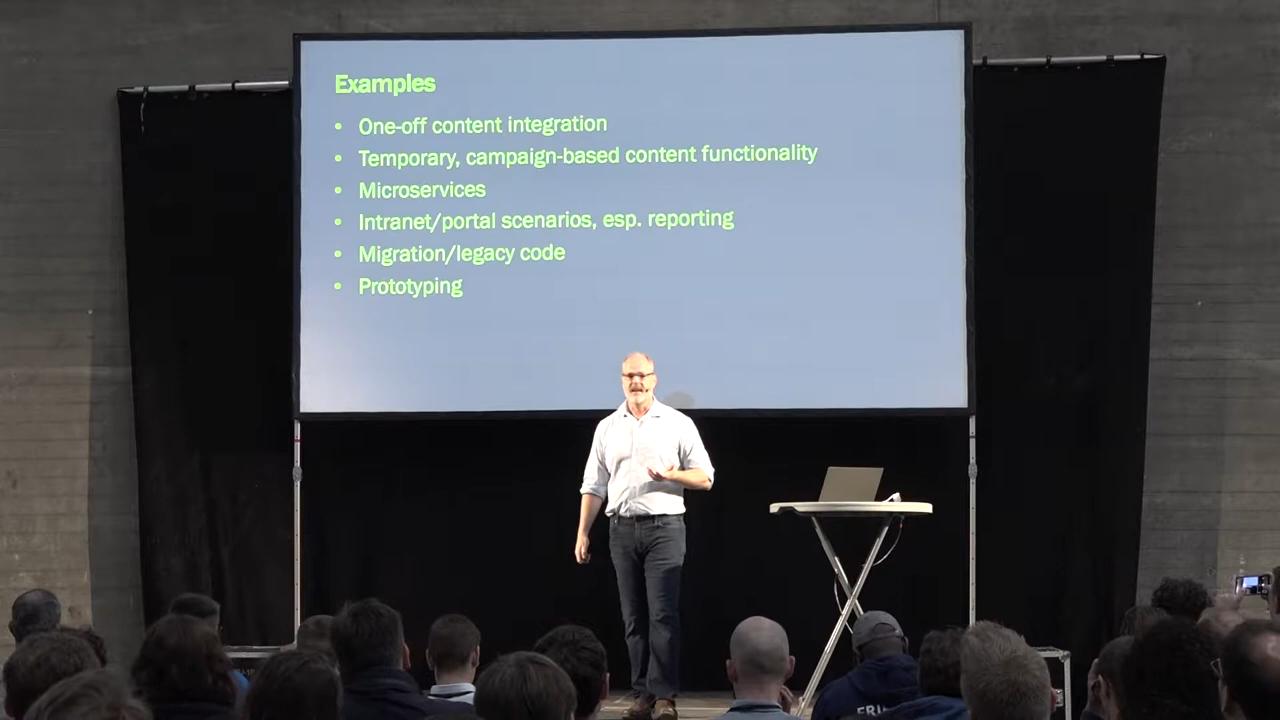 Examples
• One-off content integration
• Temporary, campaign-based content functionality
• Microservices
• Intranet/portal scenarios, esp. reporting
• Migration/legacy code
• Prototyping